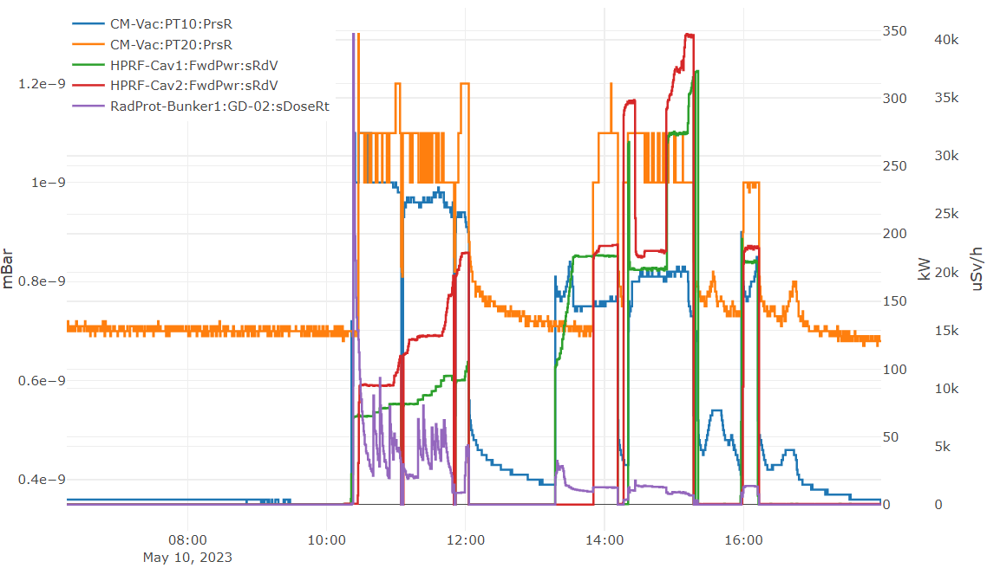 CM-Vac:PT10:PrsR
CM-Vac:PT20:PrsR
HPRF-Cav1:FwdPwr:sRdV
HPRF-Cav2:FwdPwr:sRdV
RadProt-Bunker1:GD-02:sDoseRt
1.2e−9
1e−9
0.8e−9
0.6e−9
0.4e−9
mBar
350
300
250
200
150
100
50
0
kW
40k
35k
30k
25k
20k
15k
10k
5k
0
uSv/h
08:00 10:00 12:00 14:00 16:00
May 10, 2023